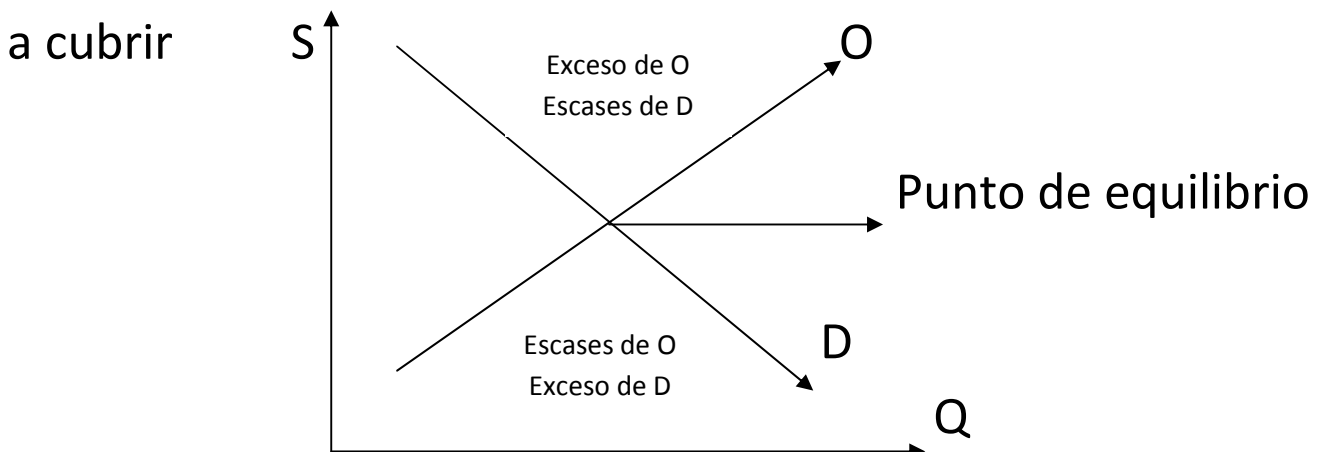 a cubrir
S
O
Exceso de O
Escases de D
Punto de equilibrio
Escases de O
Exceso de D
D
Q